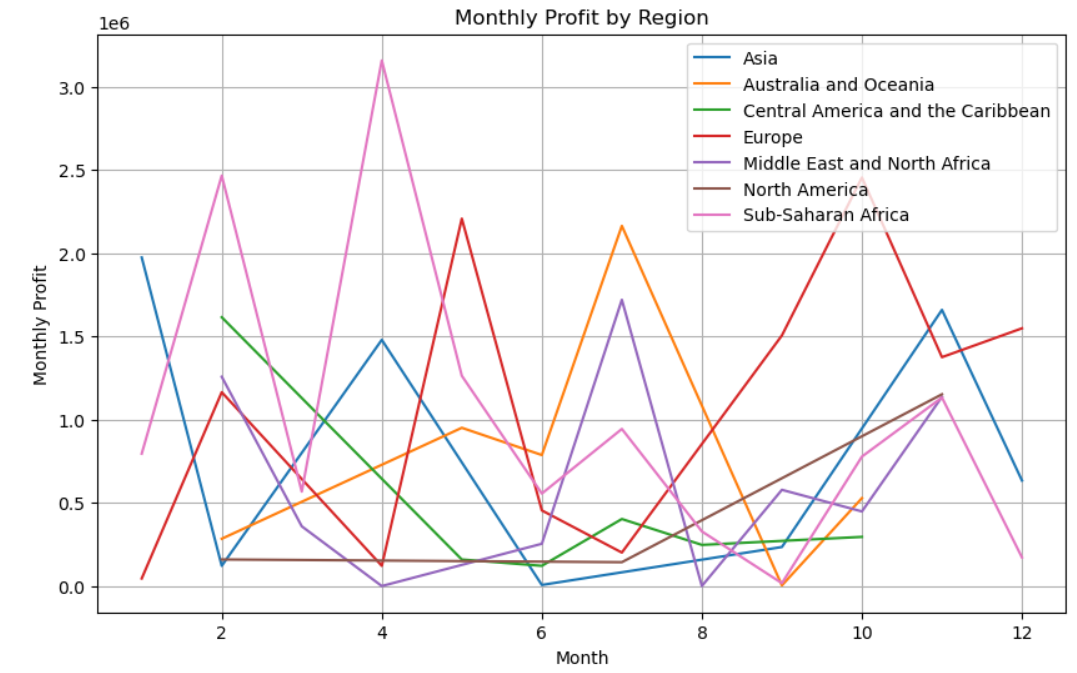 Monthly Profit by Region
1e6
Asia
Australia and Oceania
Central America and the Caribbean
Europe
Middle East and North Africa
North America
Sub-Saharan Africa
3.0
2.5
2.0
1.5
1.0
0.5
0.0
Monthly Profit
2 4 6 8 10 12
Month